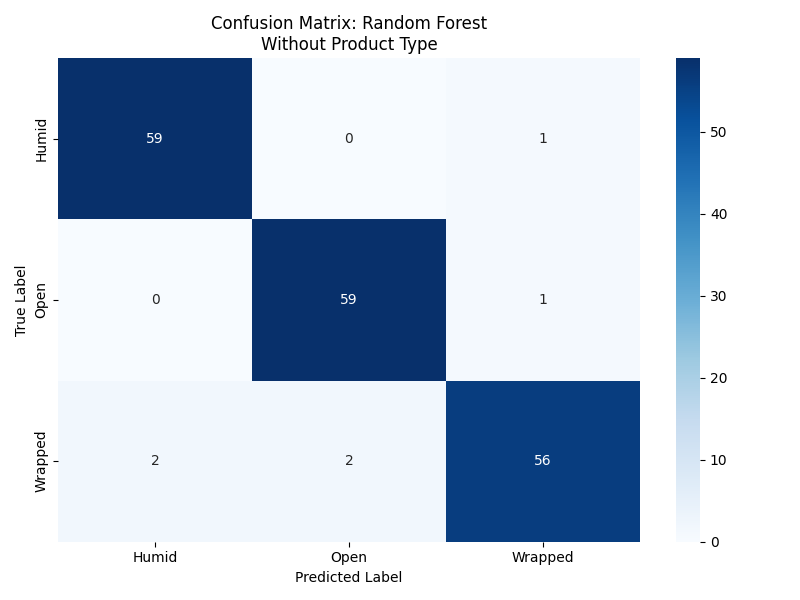 Confusion Matrix: Random Forest
Without Product Type
True Label
Humid
Open
Wrapped
59
0
1
0
59
1
2
2
56
Humid
Open
Wrapped
Predicted Label
50
40
30
20
10
0